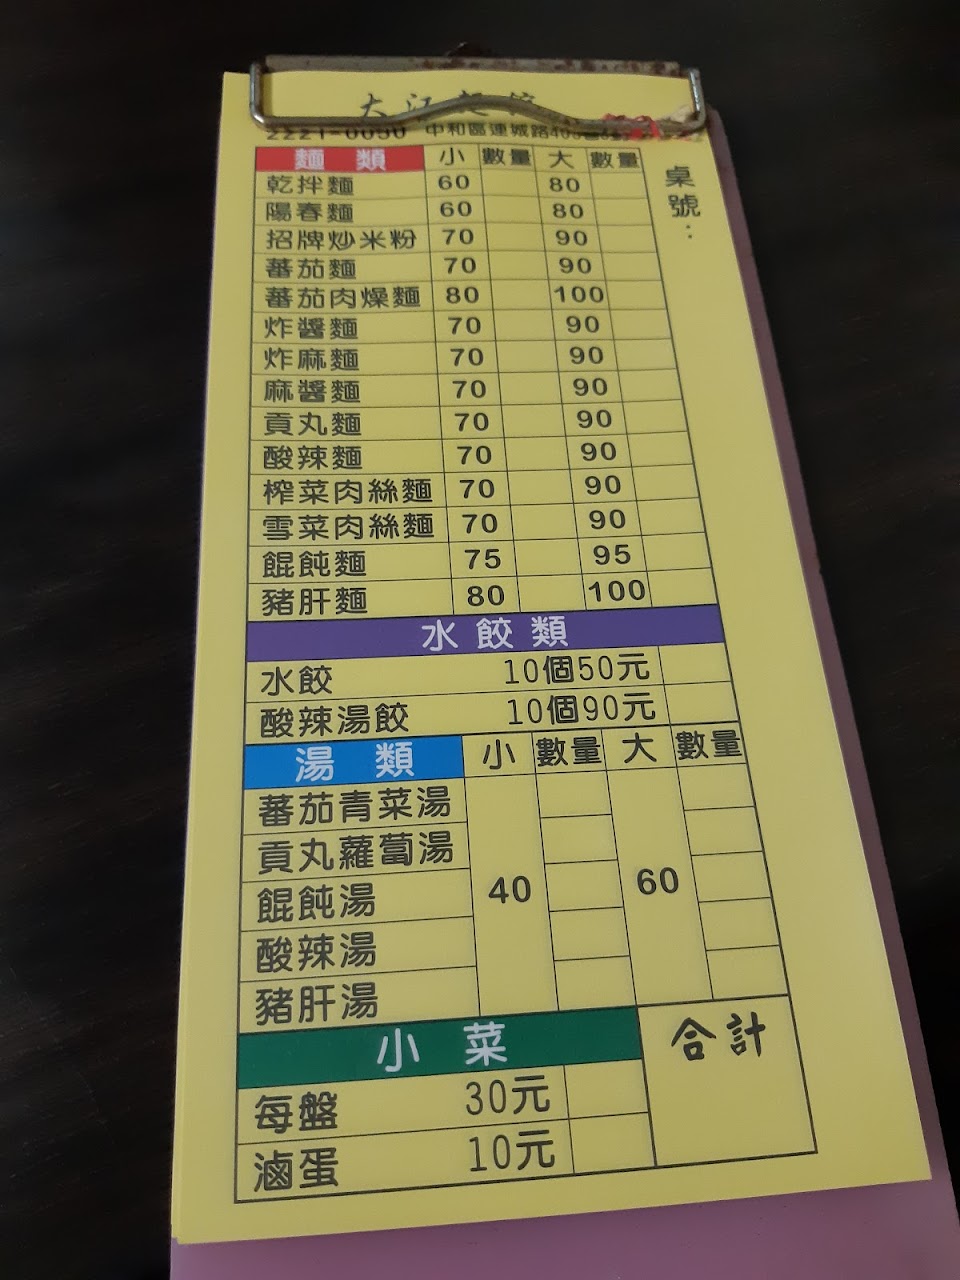 2221-0050 中和區連城路
麵類 小 數量 大 數量
桌號:
乾拌麵 60 80
陽春麵 60 80
招牌炒米粉 70 90
蕃茄麵 70 90
蕃茄肉燥麵 80 100
炸醬麵 70 90
炸麻麵 70 90
麻醬麵 70 90
貢丸麵 70 90
酸辣麵 70 90
榨菜肉絲麵 70 90
雪菜肉絲麵 70 90
餛飩麵 75 95
豬肝麵 80 100
水餃類
水餃 10個50元
酸辣湯餃 10個90元
湯類 小 數量 大 數量
蕃茄青菜湯
貢丸蘿蔔湯
餛飩湯 40 60
酸辣湯
豬肝湯
小菜 合計
每盤 30元
滷蛋 10元